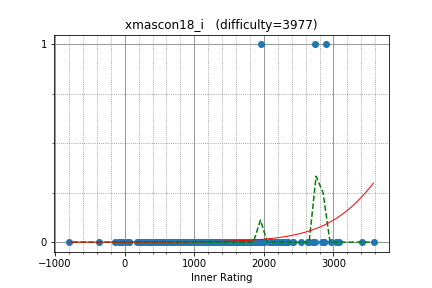 xmascon18_i (difficulty=3977)
1
0
−1000 0 1000 2000 3000
Inner Rating